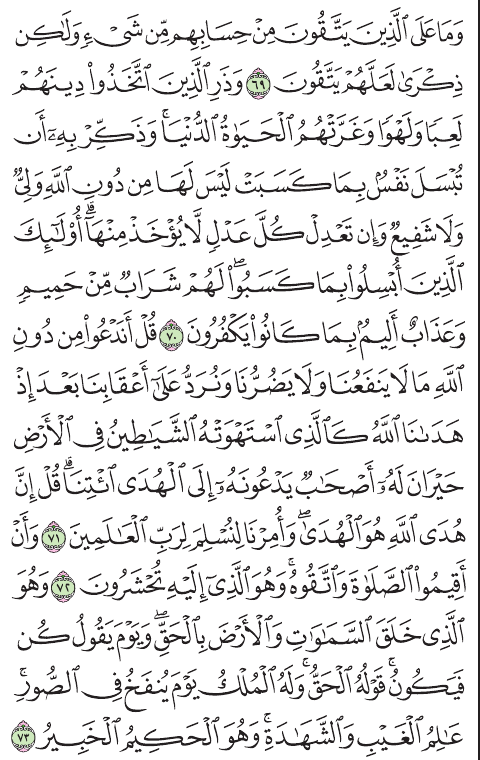 وَمَا عَلَى ٱلَّذِينَ يَتَّقُونَ مِنْ حِسَابِهِم مِّن شَىْءٍ وَلَٰكِن
ذِكْرَىٰ لَعَلَّهُمْ يَتَّقُونَ ٦٩ وَذَرِ ٱلَّذِينَ ٱتَّخَذُوا۟ دِينَهُمْ
لَعِبًا وَلَهْوًا وَغَرَّتْهُمُ ٱلْحَيَوٰةُ ٱلدُّنْيَا ۚ وَذَكِّرْ بِهِۦٓ أَن
تُبْسَلَ نَفْسٌۢ بِمَا كَسَبَتْ لَيْسَ لَهَا مِن دُونِ ٱللَّهِ وَلِىٌّ
وَلَا شَفِيعٌ وَإِن تَعْدِلْ كُلَّ عَدْلٍ لَّا يُؤْخَذْ مِنْهَآ ۗ أُو۟لَٰٓئِكَ
ٱلَّذِينَ أُبْسِلُوا۟ بِمَا كَسَبُوا۟ ۖ لَهُمْ شَرَابٌ مِّنْ حَمِيمٍ
وَعَذَابٌ أَلِيمٌۢ بِمَا كَانُوا۟ يَكْفُرُونَ ٧٠ قُلْ أَنَدْعُوا۟ مِن دُونِ
ٱللَّهِ مَا لَا يَنفَعُنَا وَلَا يَضُرُّنَا وَنُرَدُّ عَلَىٰٓ أَعْقَابِنَا بَعْدَ إِذْ
هَدَىٰنَا ٱللَّهُ كَٱلَّذِى ٱسْتَهْوَتْهُ ٱلشَّيَٰطِينُ فِى ٱلْأَرْضِ
حَيْرَانَ لَهُۥٓ أَصْحَٰبٌ يَدْعُونَهُۥٓ إِلَى ٱلْهُدَى ٱئْتِنَا ۗ قُلْ إِنَّ
هُدَى ٱللَّهِ هُوَ ٱلْهُدَىٰ ۖ وَأُمِرْنَا لِنُسْلِمَ لِرَبِّ ٱلْعَٰلَمِينَ ٧١ وَأَنْ
أَقِيمُوا۟ ٱلصَّلَوٰةَ وَٱتَّقُوهُ ۚ وَهُوَ ٱلَّذِىٓ إِلَيْهِ تُحْشَرُونَ ٧٢ وَهُوَ
ٱلَّذِى خَلَقَ ٱلسَّمَٰوَٰتِ وَٱلْأَرْضَ بِٱلْحَقِّ ۖ وَيَوْمَ يَقُولُ كُن
فَيَكُونُ ۚ قَوْلُهُ ٱلْحَقُّ ۚ وَلَهُ ٱلْمُلْكُ يَوْمَ يُنفَخُ فِى ٱلصُّورِ ۚ
عَٰلِمُ ٱلْغَيْبِ وَٱلشَّهَٰدَةِ ۚ وَهُوَ ٱلْحَكِيمُ ٱلْخَبِيرُ ٧٣